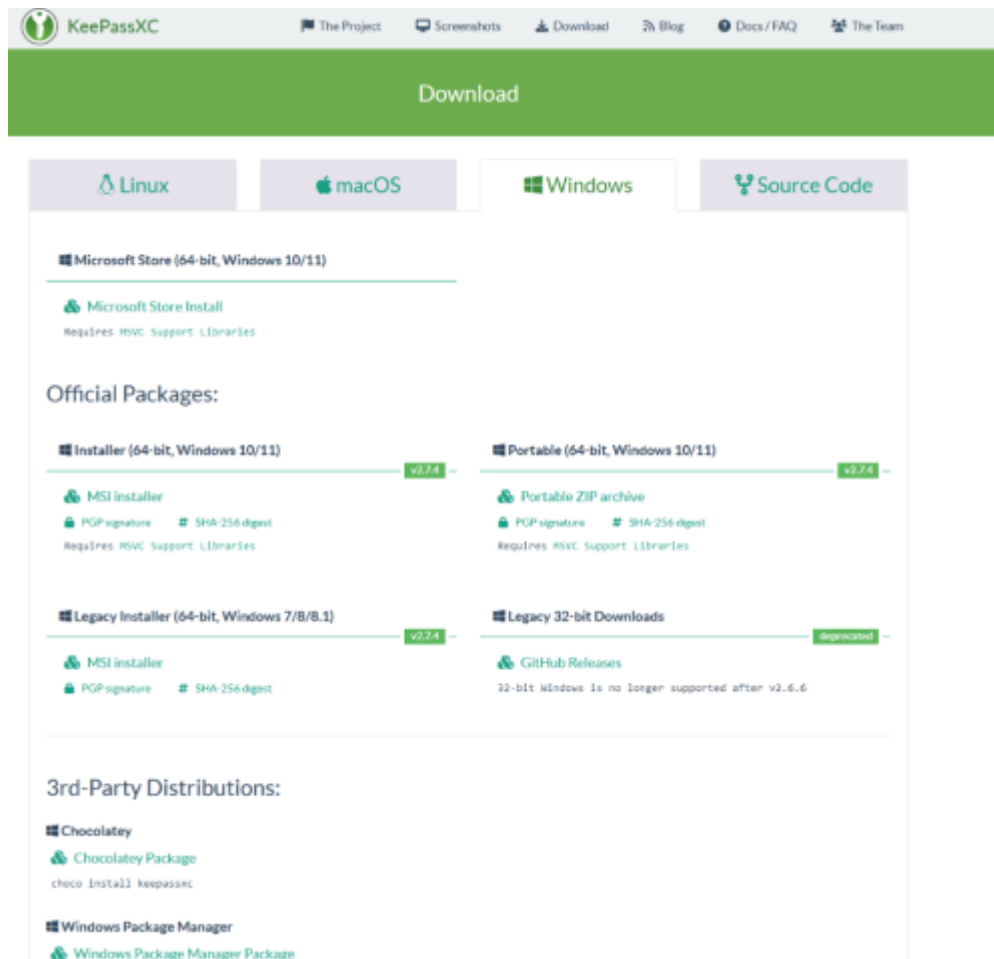 KeePassXC The Project Screenshots Download Blog Docs / FAQ The Team
Download
Linux macOS Windows Source Code
Microsoft Store (64-bit, Windows 10/11)
Microsoft Store Install
Requires MSVC Support Libraries
Official Packages:
Installer (64-bit, Windows 10/11)
v2.7.4
MSI installer
PGP signature # SHA-256 digest
Requires MSVC Support Libraries
Portable (64-bit, Windows 10/11)
v2.7.4
Portable ZIP archive
PGP signature # SHA-256 digest
Requires MSVC Support Libraries
Legacy Installer (64-bit, Windows 7/8/8.1)
v2.7.4
MSI installer
PGP signature # SHA-256 digest
Legacy 32-bit Downloads
deprecated
GitHub Releases
32-bit Windows is no longer supported after v2.6.6
3rd-Party Distributions:
Chocolatey
Chocolatey Package
choco install keepassxc
Windows Package Manager
Windows Package Manager Package